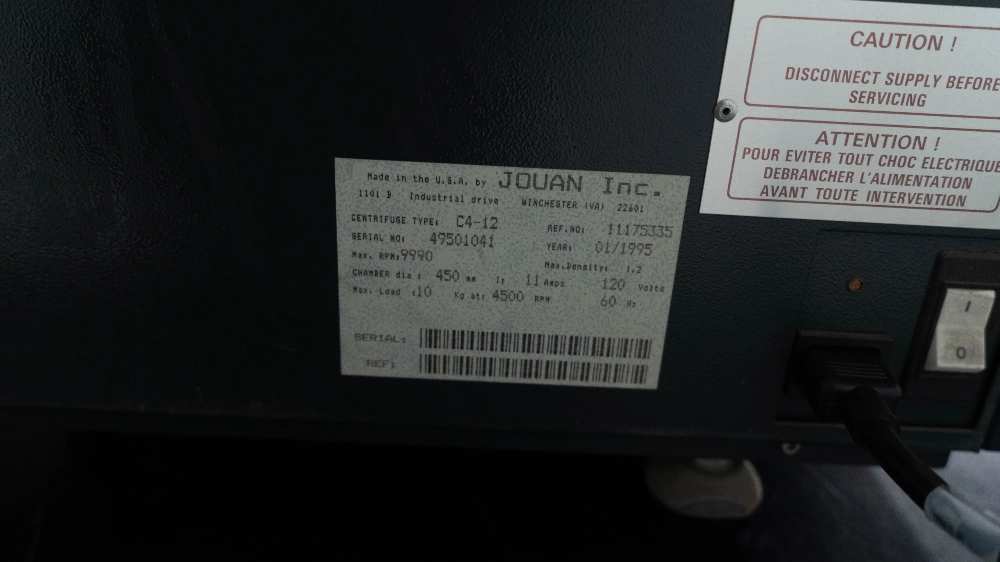 CAUTION !
DISCONNECT SUPPLY BEFORE
SERVICING
ATTENTION !
POUR EVITER TOUT CHOC ELECTRIQUE
DEBRANCHER L'ALIMENTATION
AVANT TOUTE INTERVENTION
Made in the U.S.A. by JOUAN Inc.
1101 B Industrial drive WINCHESTER (VA) 22601
CENTRIFUGE TYPE: C4-12 REF.NO: 11175335
SERIAL NO: 49501041 YEAR: 01/1995
Max. RPM:9990 Max.Density: 1.2
CHAMBER dia : 450 mm I: 11 Amps 120 Volts
Max. Load :10 Kg at: 4500 RPM 60 Hz
SERIAL:
REF:
I
O